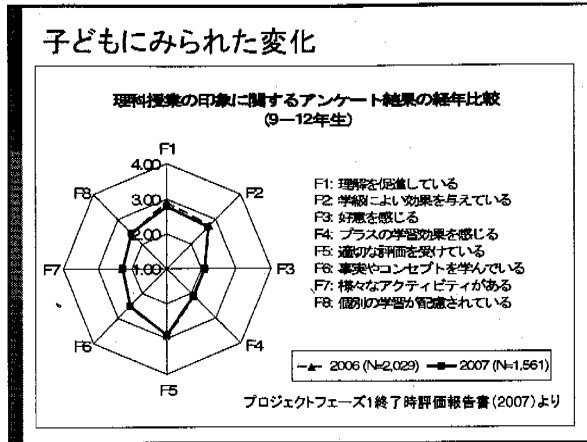 子どもにみられた変化
理科授業の印象に関するアンケート結果の経年比較
(9―12年生)
F1
4.00
F8
3.00
F2
2.00
F7
1.00
F3
F6
F4
F5
F1: 理解を促進している
F2: 学級によい効果を与えている
F3: 好意を感じる
F4: プラスの学習効果を感じる
F5: 適切な評価を受けている
F6: 事実やコンセプトを学んでいる
F7: 様々なアクティビティがある
F8: 個別の学習が配慮されている
2006 (N=2,029) 2007 (N=1,561)
プロジェクトフェーズ1終了時評価報告書(2007)より